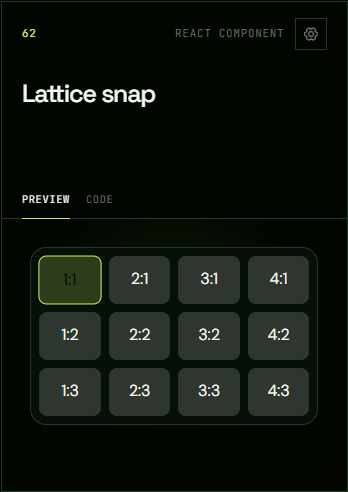 62 REACT COMPONENT
Lattice snap
PREVIEW CODE
1:1 2:1 3:1 4:1
1:2 2:2 3:2 4:2
1:3 2:3 3:3 4:3